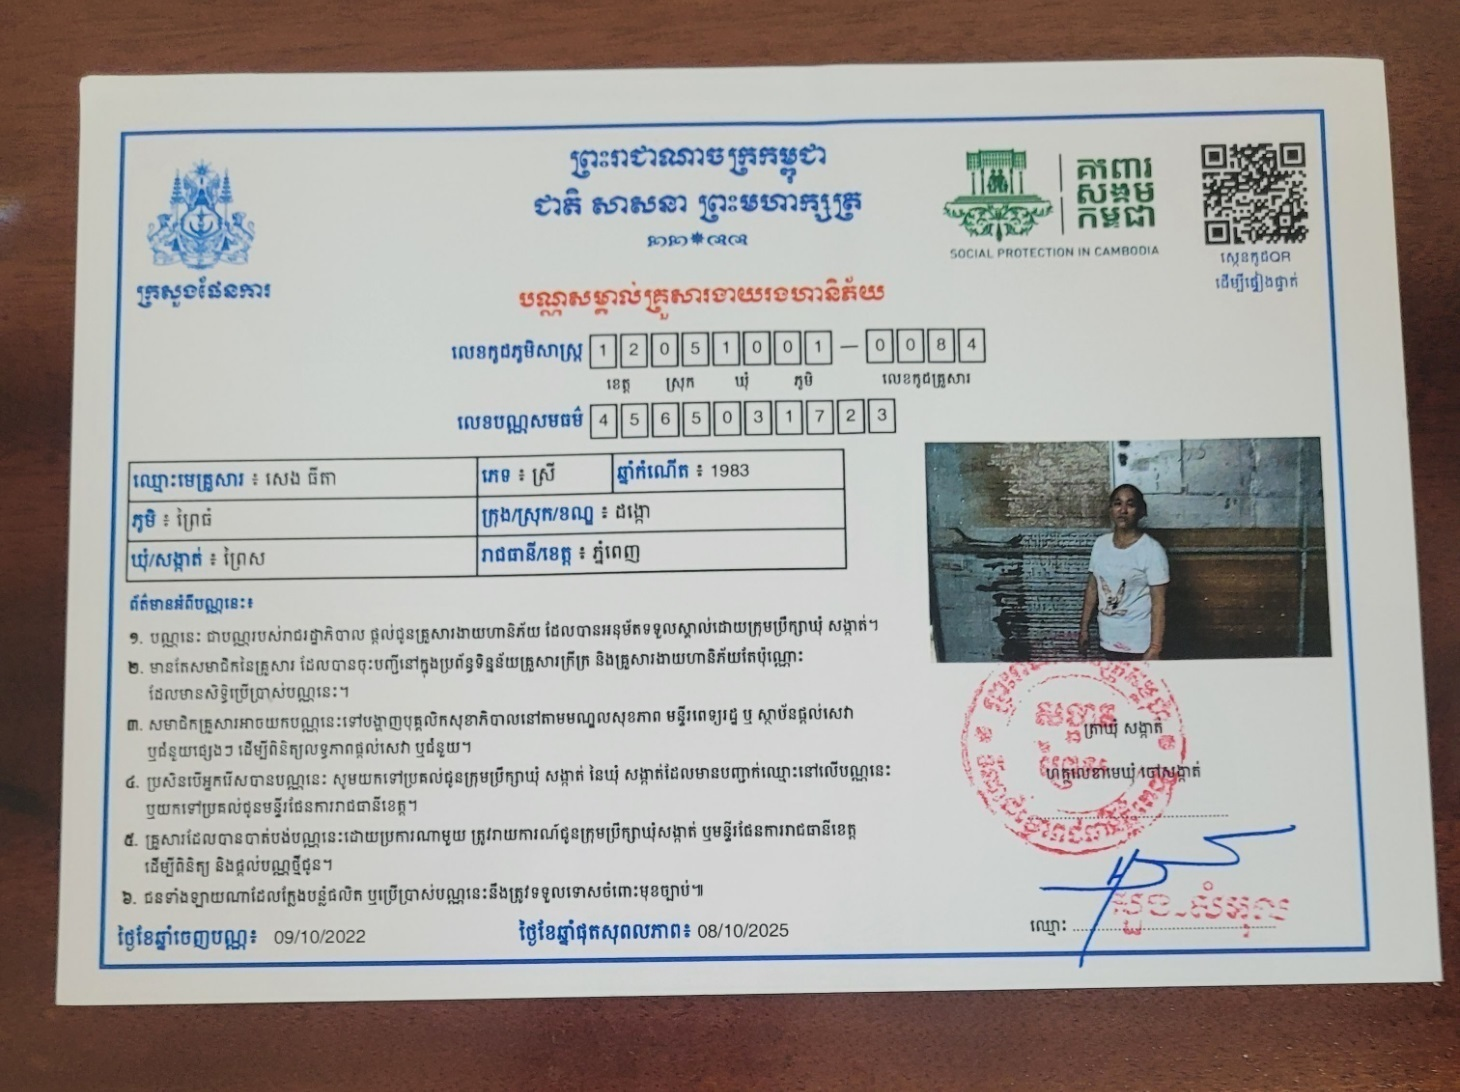 ព្រះរាជាណាចក្រកម្ពុជា
ជាតិ សាសនា ព្រះមហាក្សត្រ
ក្រសួងផែនការ
គាំពារ
សង្គម
កម្ពុជា
SOCIAL PROTECTION IN CAMBODIA
ស្កេនកូដQR
ដើម្បីផ្ទៀងផ្ទាត់
បណ្ណសម្គាល់គ្រួសារងាយរងហានិភ័យ
លេខកូដភូមិសាស្ត្រ 1 2 0 5 1 0 0 1 — 0 0 8 4
ខេត្ត ស្រុក ឃុំ ភូមិ លេខកូដគ្រួសារ
លេខបណ្ណសមធម៌ 4 5 6 5 0 3 1 7 2 3
ឈ្មោះមេគ្រួសារ ៖ សេង ធីតា ភេទ ៖ ស្រី ឆ្នាំកំណើត ៖ 1983
ភូមិ ៖ ព្រៃធំ ក្រុង/ស្រុក/ខណ្ឌ ៖ ដង្កោ
ឃុំ/សង្កាត់ ៖ ព្រៃស រាជធានី/ខេត្ត ៖ ភ្នំពេញ
ព័ត៌មានអំពីបណ្ណនេះ៖
១. បណ្ណនេះ ជាបណ្ណរបស់រាជរដ្ឋាភិបាល ផ្តល់ជូនគ្រួសារងាយហានិភ័យ ដែលបានអនុម័តទទួលស្គាល់ដោយក្រុមប្រឹក្សាឃុំ សង្កាត់។
២. មានតែសមាជិកនៃគ្រួសារ ដែលបានចុះបញ្ជីនៅក្នុងប្រព័ន្ធទិន្នន័យគ្រួសារក្រីក្រ និងគ្រួសារងាយហានិភ័យតែប៉ុណ្ណោះ
ដែលមានសិទ្ធិប្រើប្រាស់បណ្ណនេះ។
៣. សមាជិកគ្រួសារអាចយកបណ្ណនេះទៅបង្ហាញបុគ្គលិកសុខាភិបាលនៅតាមមណ្ឌលសុខភាព មន្ទីរពេទ្យរដ្ឋ ឬ ស្ថាប័នផ្តល់សេវា
ឬជំនួយផ្សេងៗ ដើម្បីពិនិត្យលទ្ធភាពផ្តល់សេវា ឬជំនួយ។
៤. ប្រសិនបើអ្នករើសបានបណ្ណនេះ សូមយកទៅប្រគល់ជូនក្រុមប្រឹក្សាឃុំ សង្កាត់ នៃឃុំ សង្កាត់ដែលមានបញ្ជាក់ឈ្មោះនៅលើបណ្ណនេះ
ឬយកទៅប្រគល់ជូនមន្ទីរផែនការរាជធានីខេត្ត។
៥. គ្រួសារដែលបានបាត់បង់បណ្ណនេះដោយប្រការណាមួយ ត្រូវរាយការណ៍ជូនក្រុមប្រឹក្សាឃុំសង្កាត់ ឬមន្ទីរផែនការរាជធានីខេត្ត
ដើម្បីពិនិត្យ និងផ្តល់បណ្ណថ្មីជូន។
៦. ជនទាំងឡាយណាដែលក្លែងបន្លំផលិត ឬប្រើប្រាស់បណ្ណនេះនឹងត្រូវទទួលទោសចំពោះមុខច្បាប់៕
ថ្ងៃខែឆ្នាំចេញបណ្ណ៖ 09/10/2022 ថ្ងៃខែឆ្នាំផុតសុពលភាព៖ 08/10/2025
ត្រាឃុំ សង្កាត់
ហត្ថលេខាមេឃុំ ចៅសង្កាត់
សង្កាត់
ព្រៃស
ឈ្មោះ